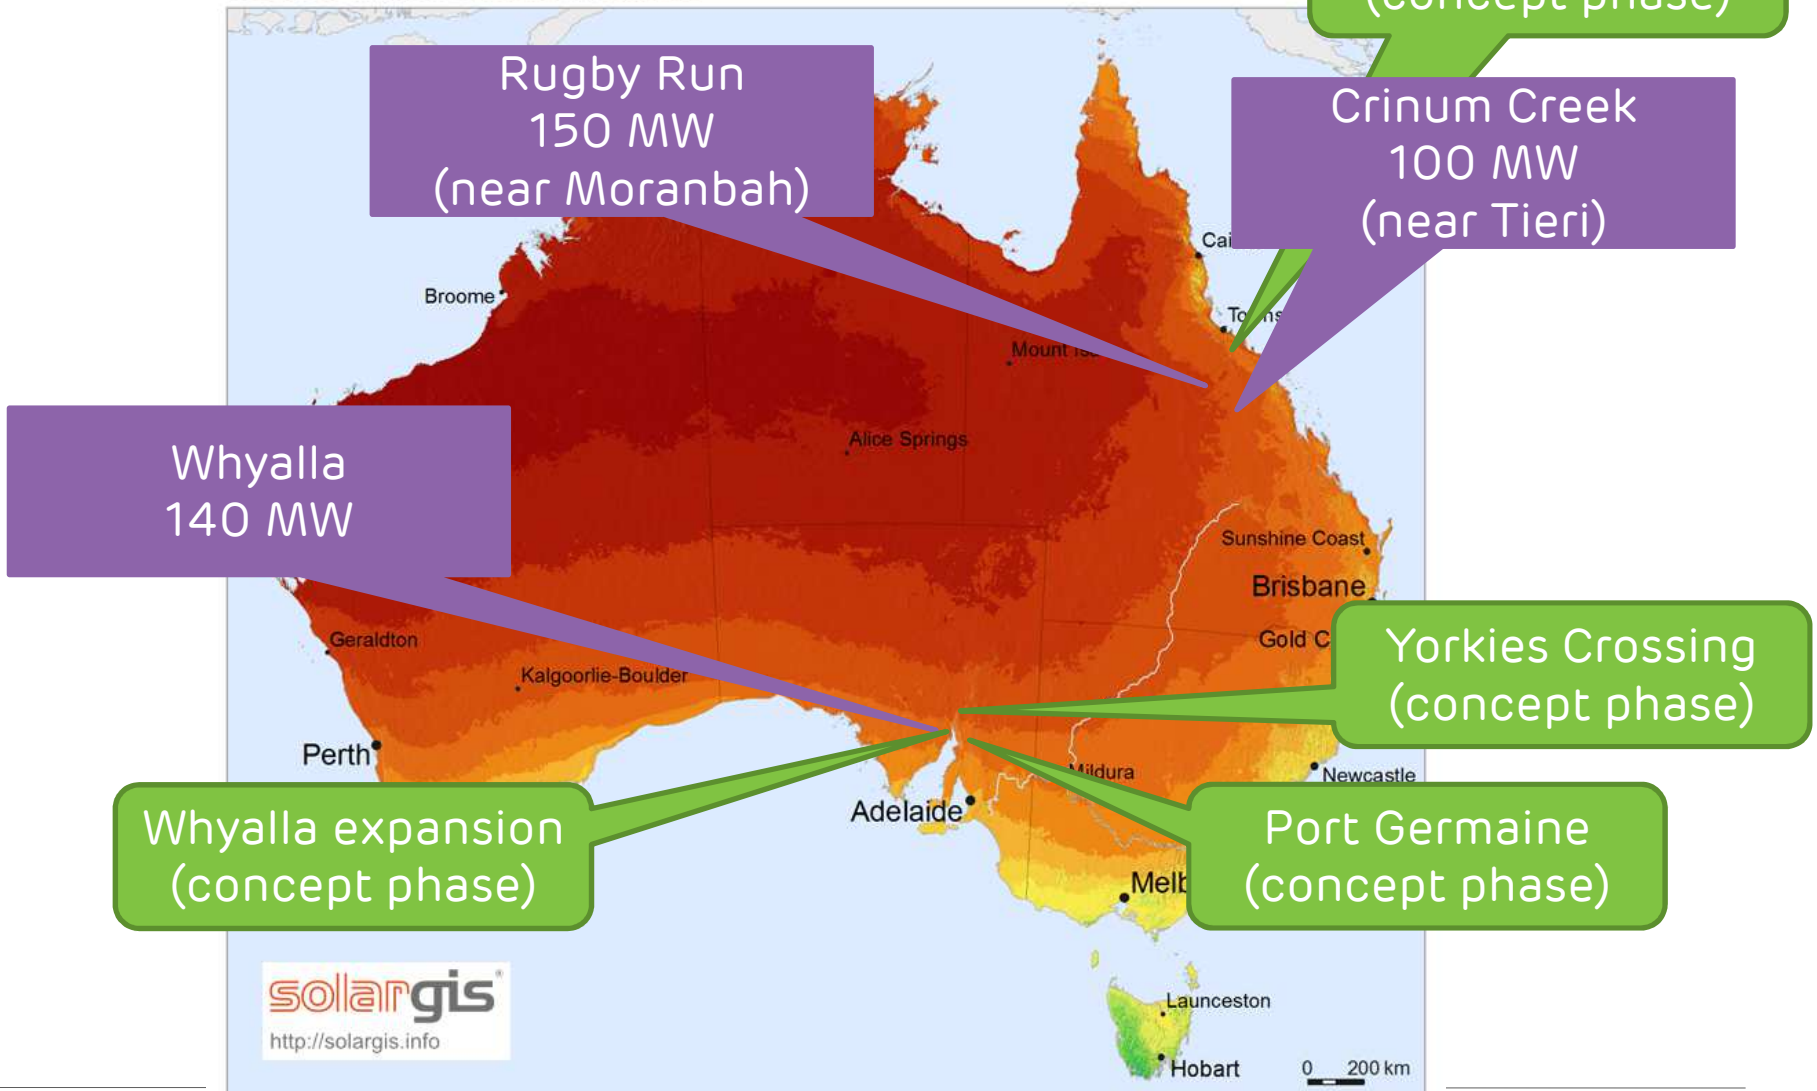 (concept phase)
Rugby Run
150 MW
(near Moranbah)
Crinum Creek
100 MW
(near Tieri)
Broome
Mount
Alice Springs
Whyalla
140 MW
Sunshine Coast
Brisbane
Geraldton
Gold
Kalgoorlie-Boulder
Yorkies Crossing
(concept phase)
Perth
Mildura
Newcastle
Adelaide
Whyalla expansion
(concept phase)
Port Germaine
(concept phase)
solargis®
http://solargis.info
Launceston
Hobart
0 200 km